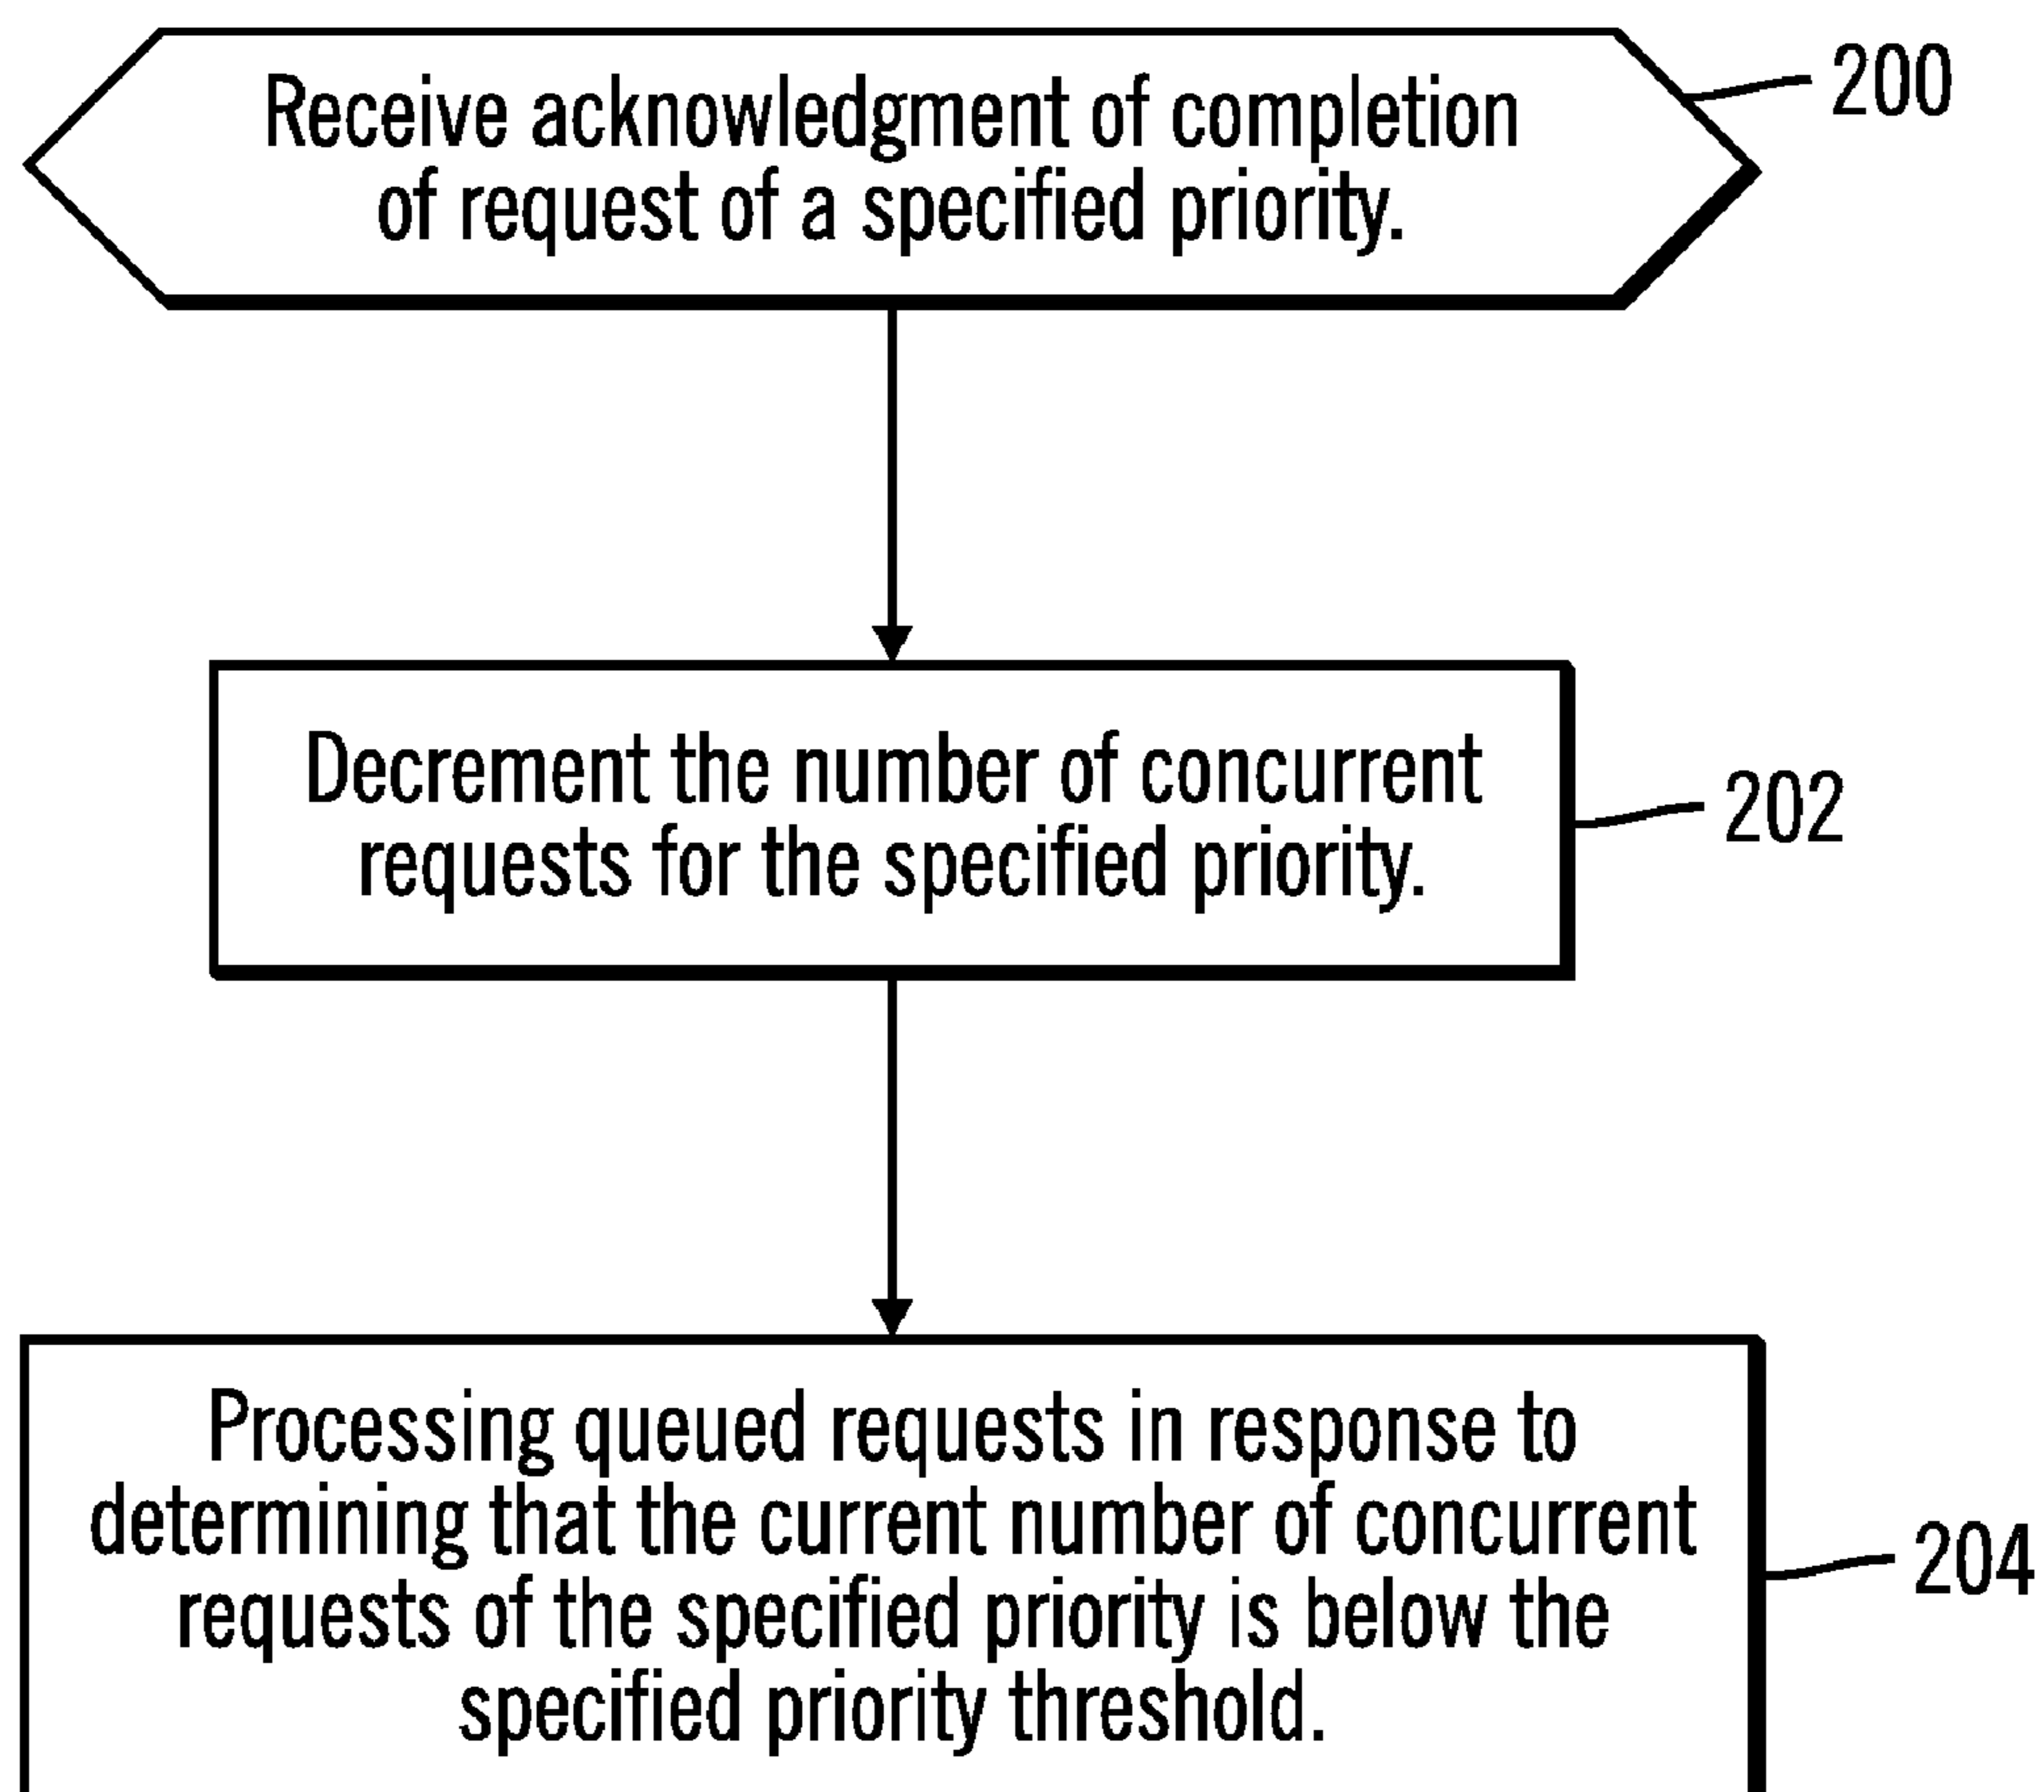 Receive acknowledgment of completion
of request of a specified priority.
200
Decrement the number of concurrent
requests for the specified priority.
202
Processing queued requests in response to
determining that the current number of concurrent
requests of the specified priority is below the
specified priority threshold.
204